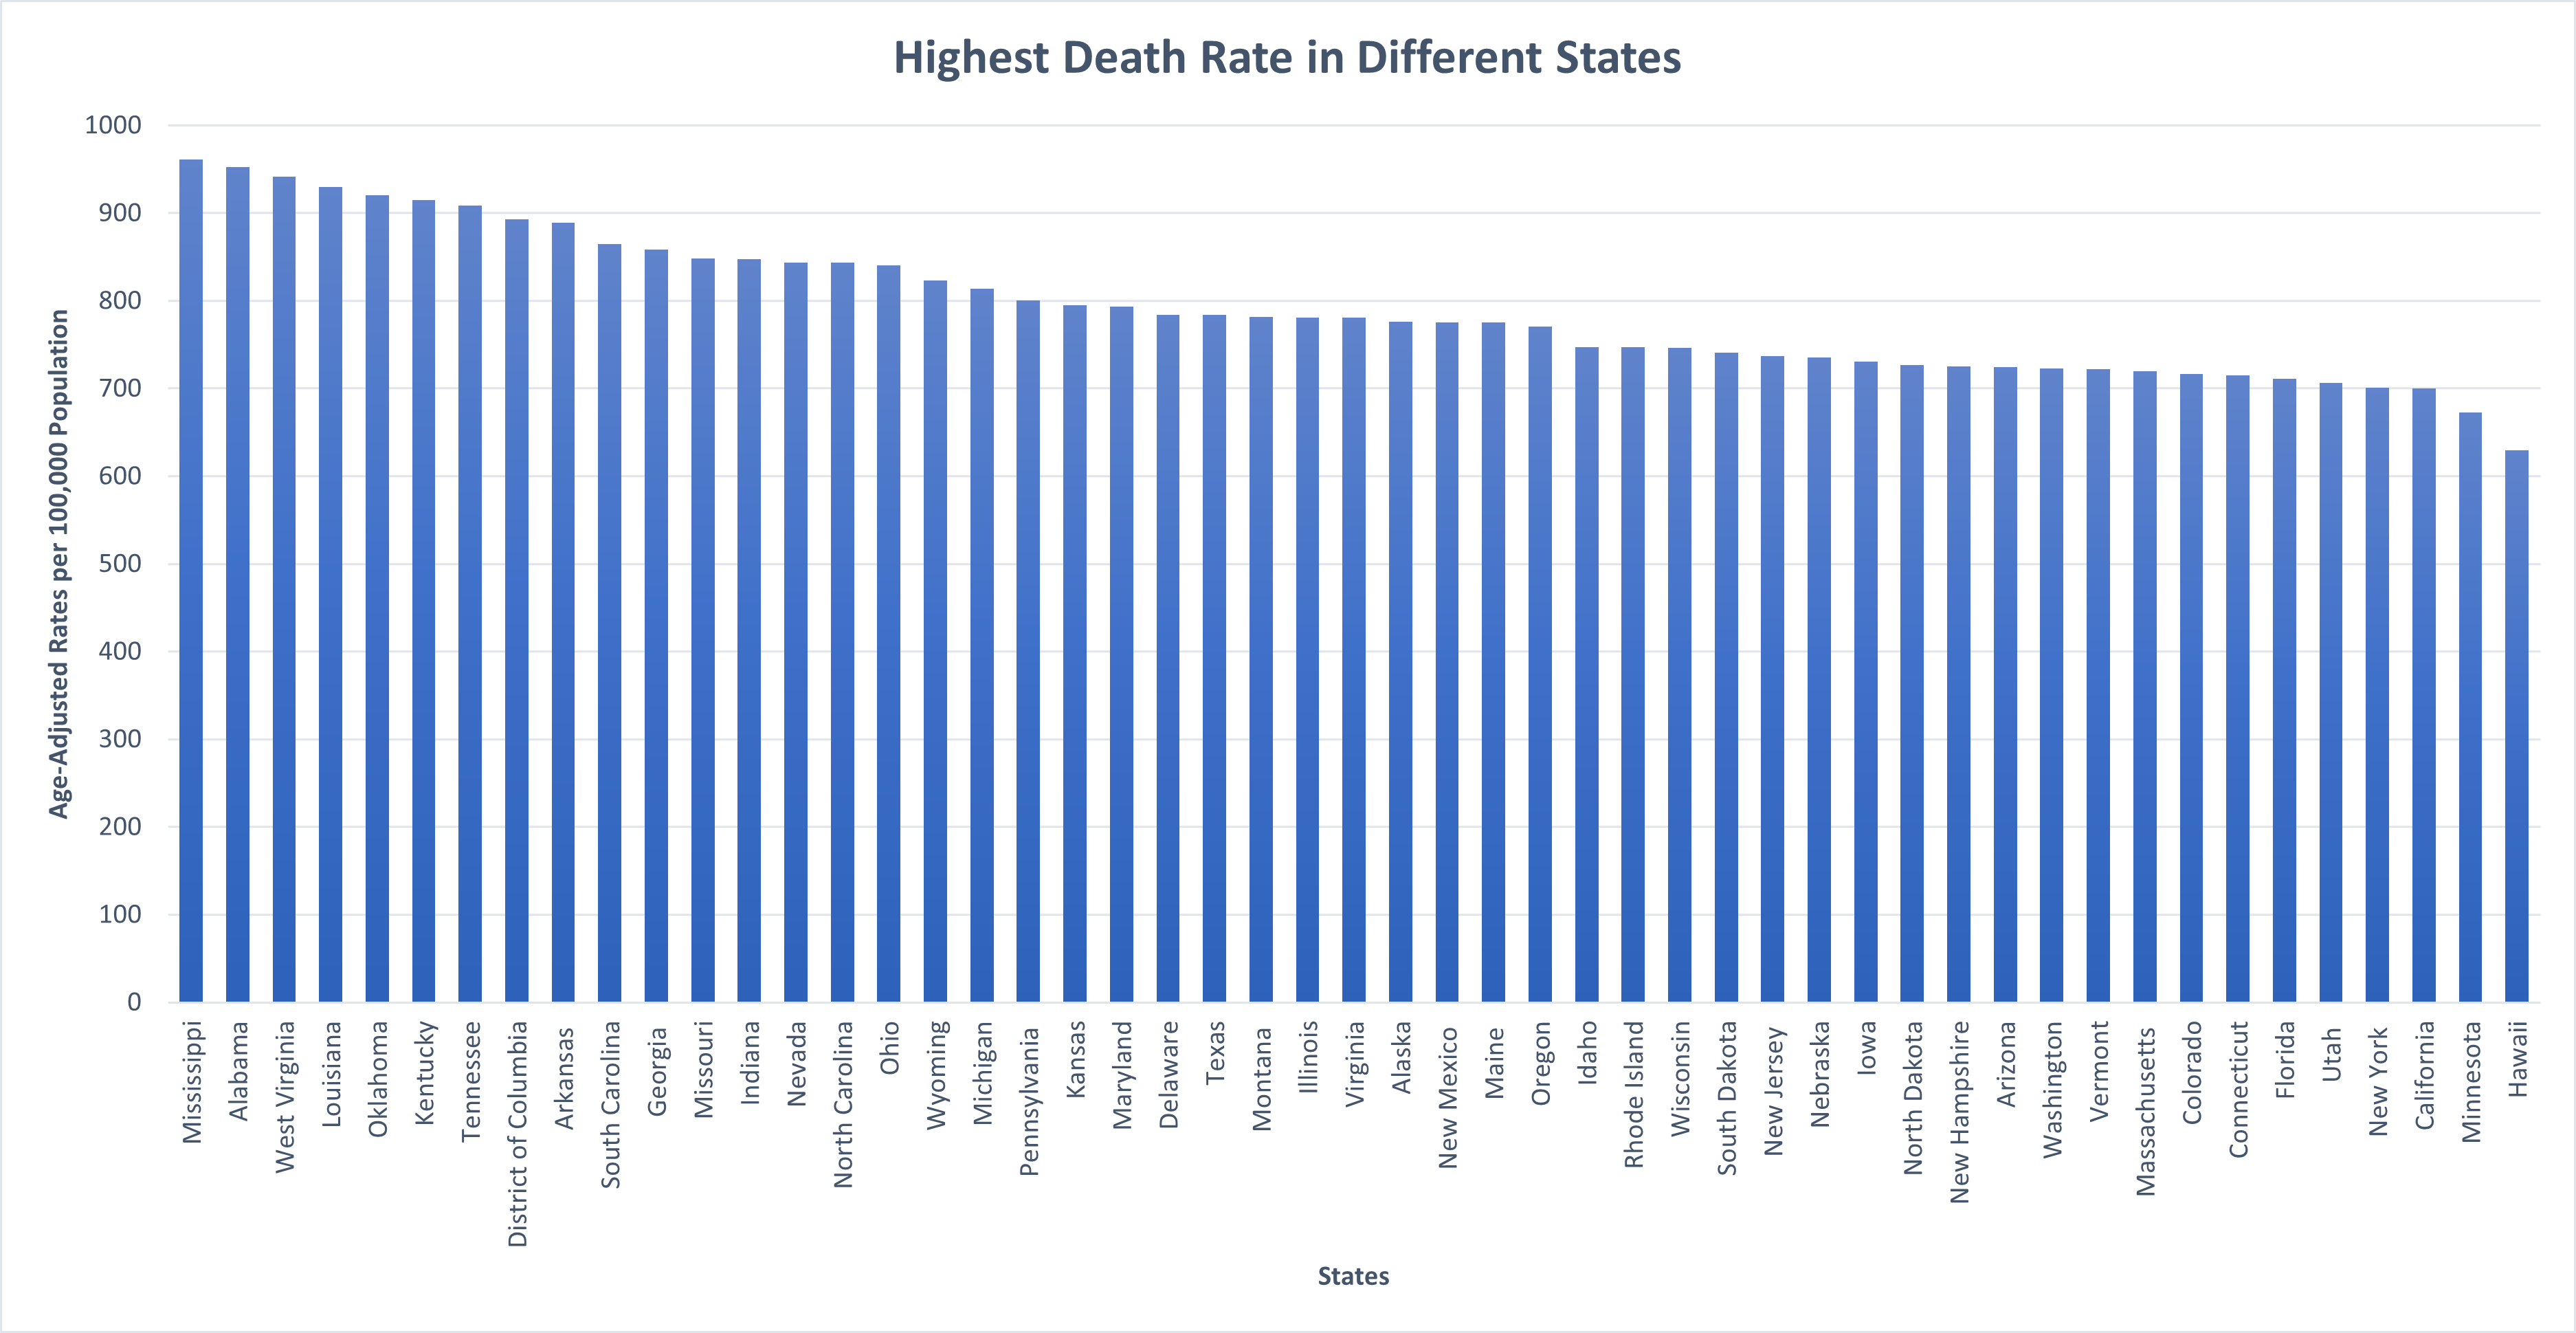 Highest Death Rate in Different States
1000
900
800
700
600
500
400
300
200
100
0
Age-Adjusted Rates per 100,000 Population
Mississippi
Alabama
West Virginia
Louisiana
Oklahoma
Kentucky
Tennessee
District of Columbia
Arkansas
South Carolina
Georgia
Missouri
Indiana
Nevada
North Carolina
Ohio
Wyoming
Michigan
Pennsylvania
Kansas
Maryland
Delaware
Texas
Montana
Illinois
Virginia
Alaska
New Mexico
Maine
Oregon
Idaho
Rhode Island
Wisconsin
South Dakota
New Jersey
Nebraska
Iowa
North Dakota
New Hampshire
Arizona
Washington
Vermont
Massachusetts
Colorado
Connecticut
Florida
Utah
New York
California
Minnesota
Hawaii
States